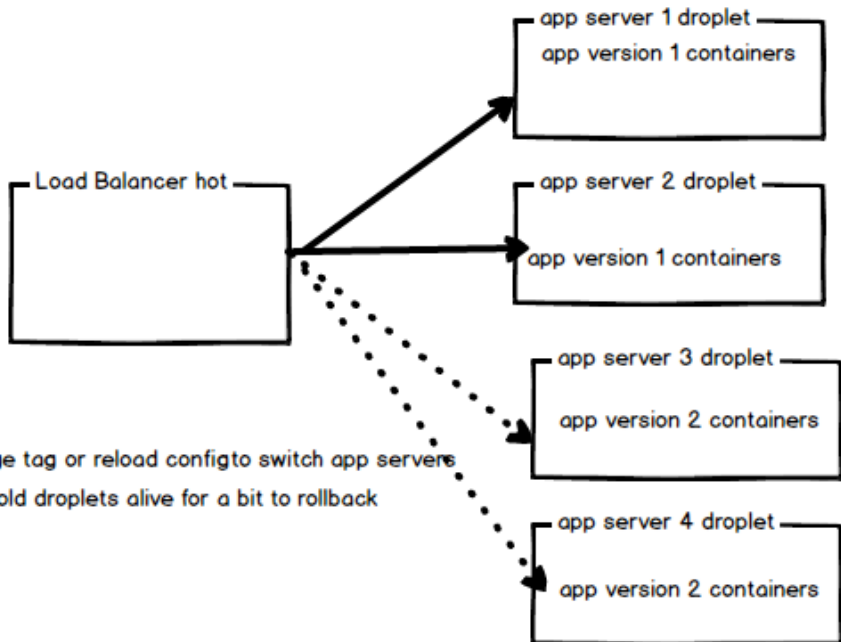 app server 1 droplet
app version 1 containers
Load Balancer hot
app server 2 droplet
app version 1 containers
app server 3 droplet
app version 2 containers
ge tag or reload configto switch app servers
old droplets alive for a bit to rollback
app server 4 droplet
app version 2 containers